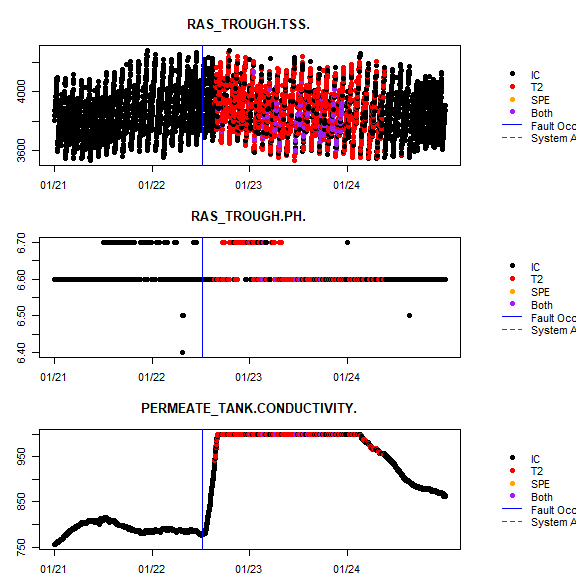 RAS_TROUGH.TSS.
4000
3600
01/21 01/22 01/23 01/24
IC
T2
SPE
Both
Fault Occ
System A
RAS_TROUGH.PH.
6.70
6.60
6.50
6.40
01/21 01/22 01/23 01/24
IC
T2
SPE
Both
Fault Occ
System A
PERMEATE_TANK.CONDUCTIVITY.
950
850
750
01/21 01/22 01/23 01/24
IC
T2
SPE
Both
Fault Occ
System A